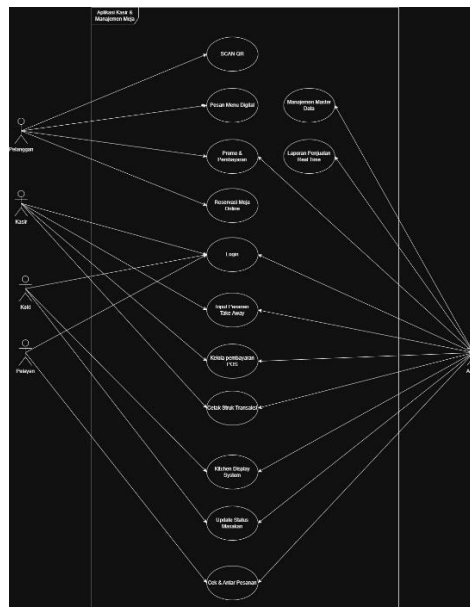 Aplikasi Kasir &
Manajemen Meja
SCAN QR
Pesan Menu Digital
Manajemen Master
Data
Pelanggan
Promo &
Pembayaran
Laporan Penjualan
Real Time
Reservasi Meja
Online
Kasir
Login
Koki
Input Pesanan
Take Away
Pelayan
Kelola pembayaran
POS
A
Cetak Struk Transaksi
Kitchen Display
System
Update Status
Masakan
Cek & Antar Pesanan